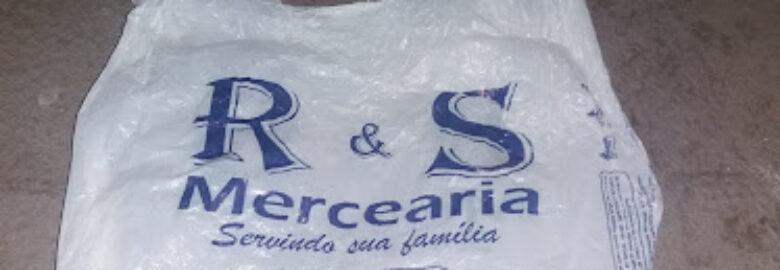 R & S
Mercearia
Servindo sua família